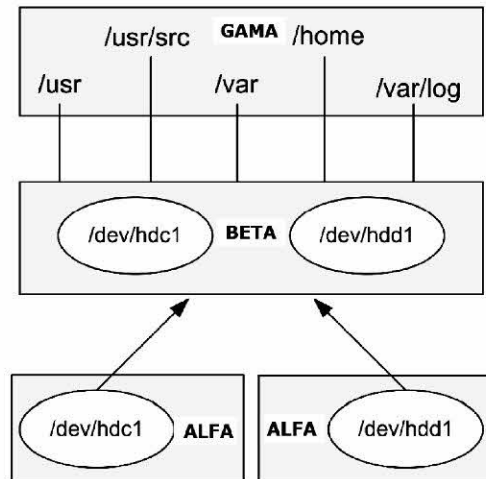 /usr/src GAMA /home
/usr /var /var/log
/dev/hdc1 BETA /dev/hdd1
/dev/hdc1 ALFA ALFA /dev/hdd1